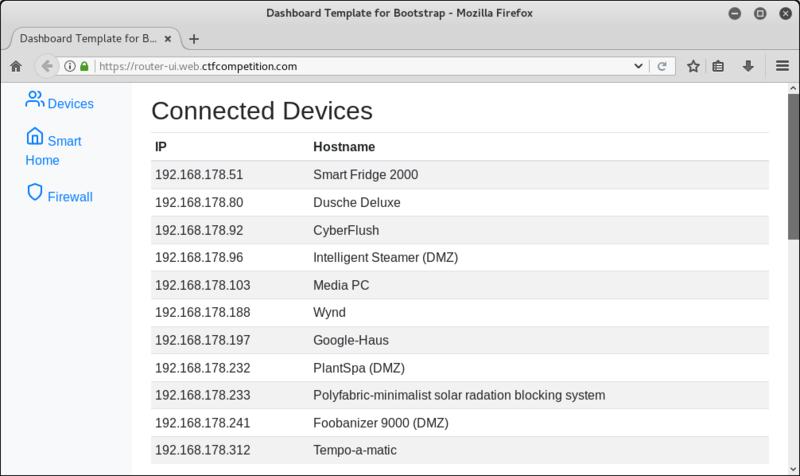 Dashboard Template for Bootstrap - Mozilla Firefox
Dashboard Template for B...
https://router-ui.web.ctfcompetition.com
Devices
Smart
Home
Firewall
Connected Devices
IP Hostname
192.168.178.51 Smart Fridge 2000
192.168.178.80 Dusche Deluxe
192.168.178.92 CyberFlush
192.168.178.96 Intelligent Steamer (DMZ)
192.168.178.103 Media PC
192.168.178.188 Wynd
192.168.178.197 Google-Haus
192.168.178.232 PlantSpa (DMZ)
192.168.178.233 Polyfabric-minimalist solar radation blocking system
192.168.178.241 Foobanizer 9000 (DMZ)
192.168.178.312 Tempo-a-matic